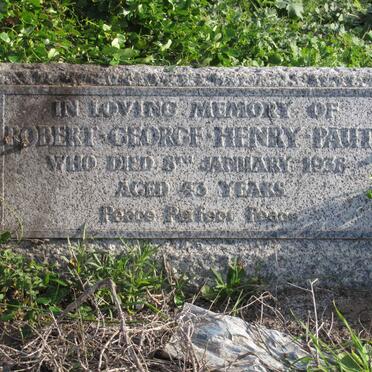 IN LOVING MEMORY OF
ROBERT GEORGE HENRY
WHO DIED 8TH JANUARY 1936
AGED 43 YEARS
Peace Perfect Peace